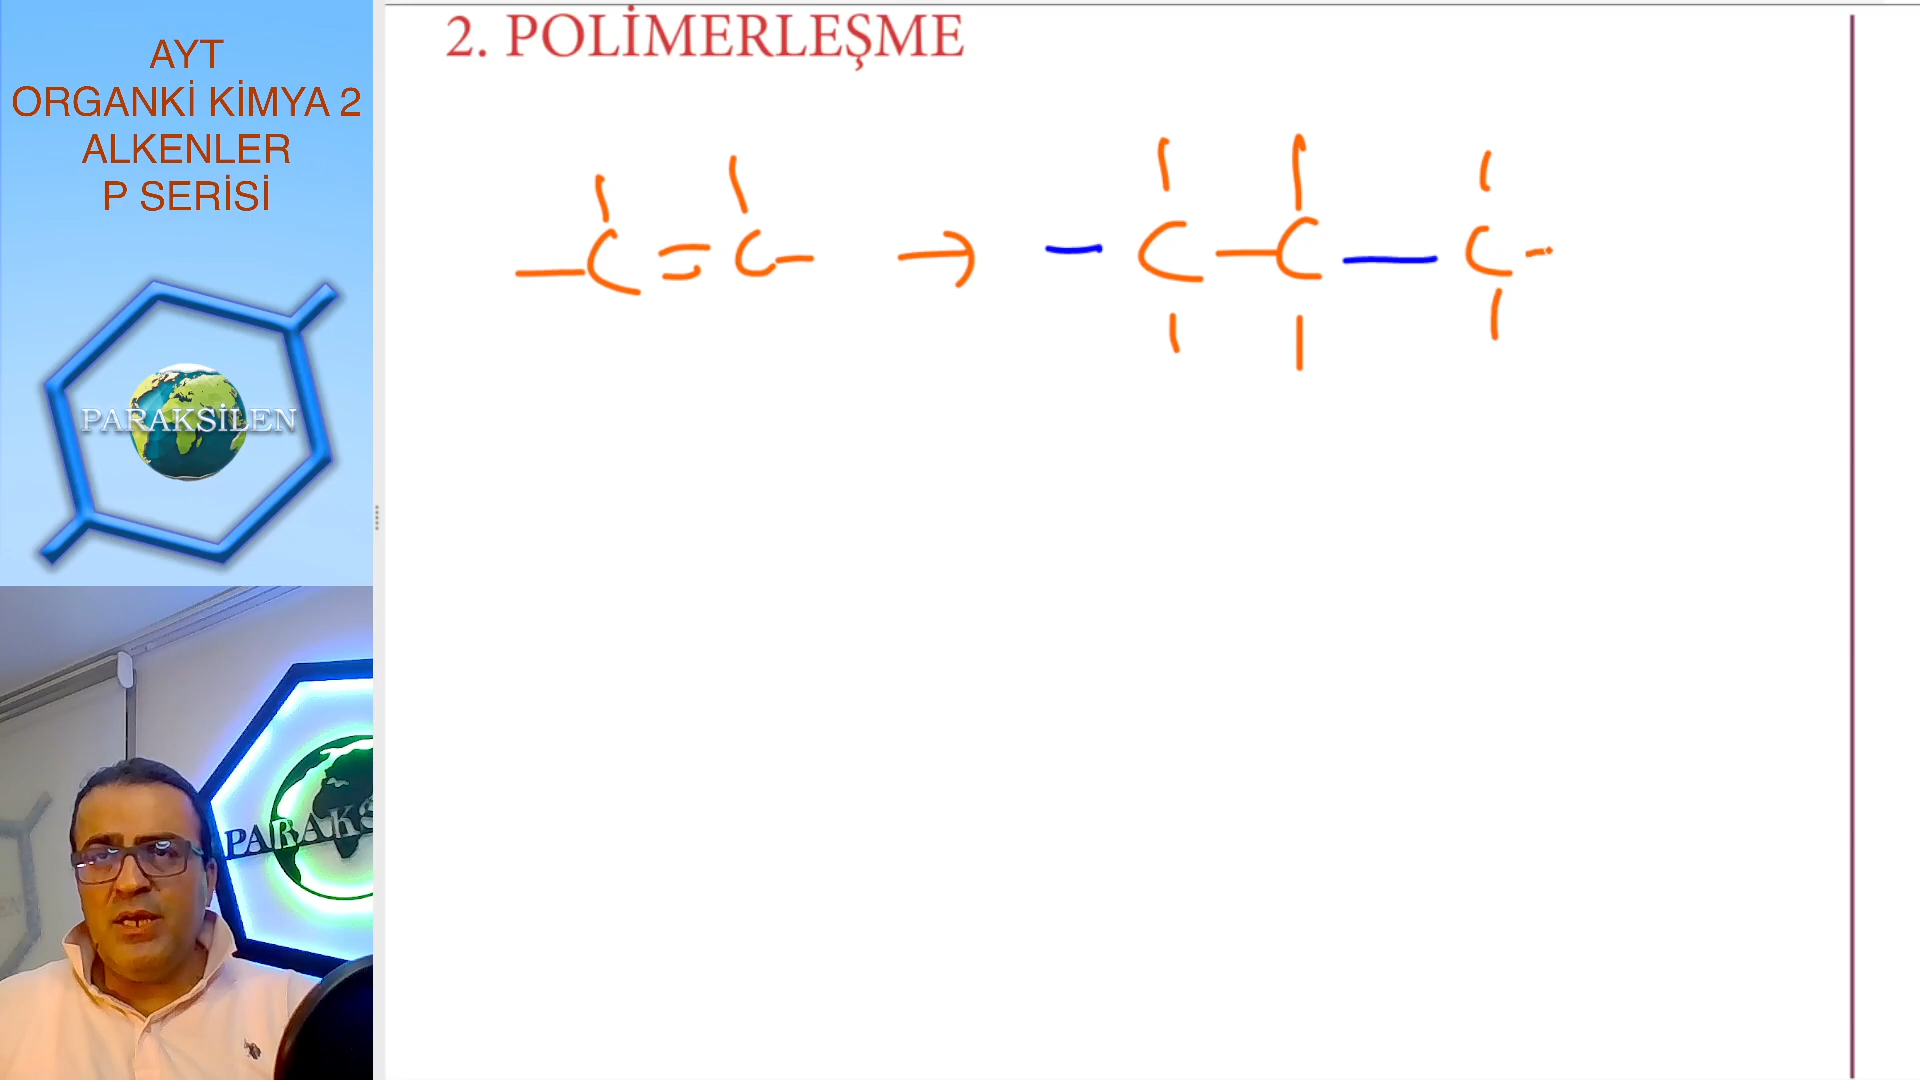 AYT
ORGANKİ KİMYA 2
ALKENLER
P SERİSİ
PARAKSİLEN
PARAKS
2. POLİMERLEŞME
— C = C — → — C — C — C -